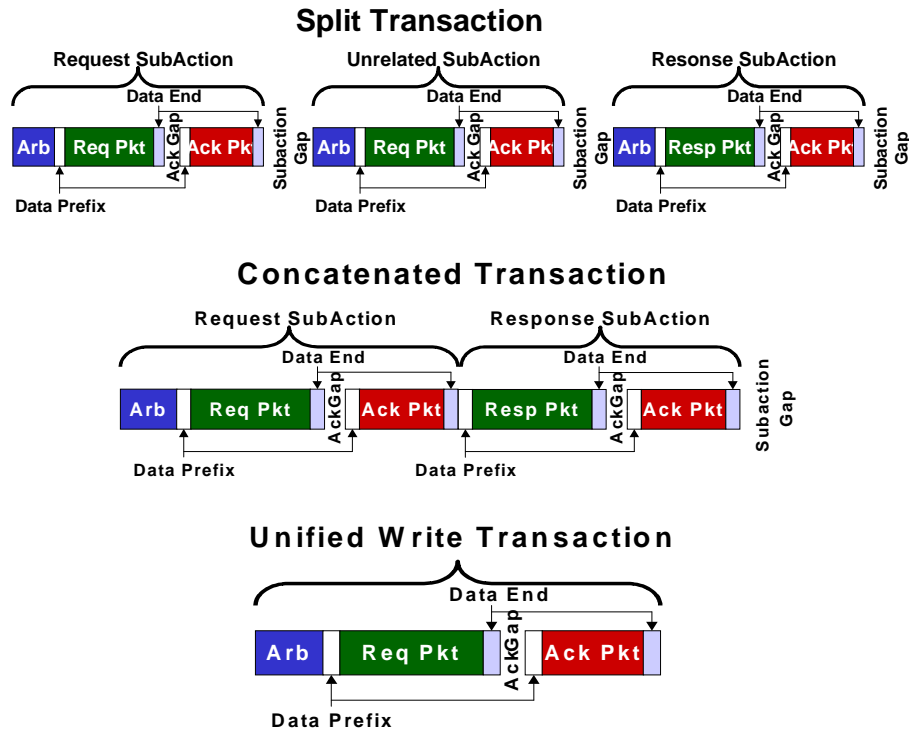 Split Transaction
Request SubAction
Unrelated SubAction
Resonse SubAction
Data End
Data End
Data End
Arb
Req Pkt
Ack Gap
Ack Pkt
Subaction
Gap
Arb
Req Pkt
Ack Gap
Ack Pkt
Subaction
Gap
Arb
Resp Pkt
Ack Gap
Ack Pkt
Subaction
Gap
Data Prefix
Data Prefix
Data Prefix
Concatenated Transaction
Request SubAction
Response SubAction
Data End
Data End
Arb
Req Pkt
AckGap
Ack Pkt
Resp Pkt
AckGap
Ack Pkt
Subaction
Gap
Data Prefix
Data Prefix
Unified Write Transaction
Data End
Arb
Req Pkt
AckGap
Ack Pkt
Data Prefix